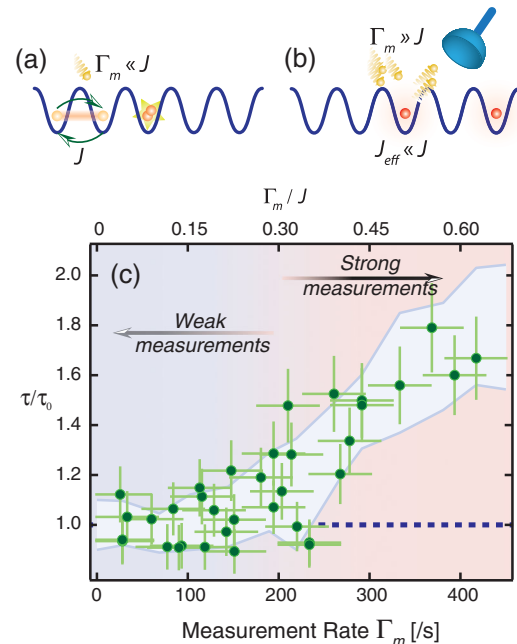 (a)
Γm ≪ J
J
(b)
Γm ≫ J
Jeff ≪ J
Γm / J
0 0.15 0.30 0.45 0.60
(c)
Strong
measurements
Weak
measurements
2.0
1.8
1.6
1.4
1.2
1.0
τ/τ0
0 100 200 300 400
Measurement Rate Γm [/s]